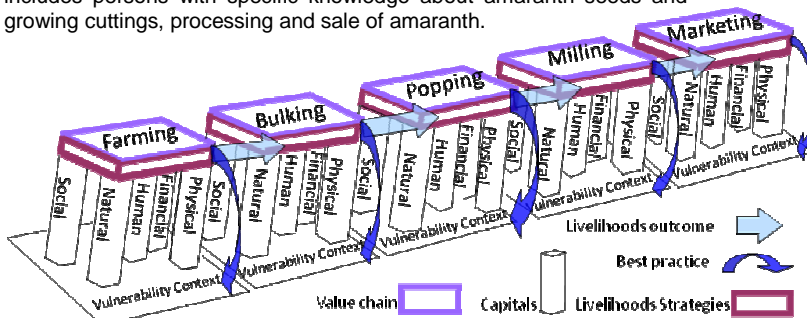 includes persons with specific knowledge about amaranth seeds and
growing cuttings, processing and sale of amaranth.
Farming
Bulking
Popping
Milling
Marketing
Social
Natural
Human
Financial
Physical
Social
Natural
Human
Financial
Physical
Social
Natural
Human
Financial
Physical
Social
Natural
Human
Financial
Physical
Social
Natural
Human
Financial
Physical
Vulnerability Context
Vulnerability Context
Vulnerability Context
Vulnerability Context
Vulnerability Context
Livelihoods outcome
Best practice
Value chain
Capitals
Livelihoods Strategies